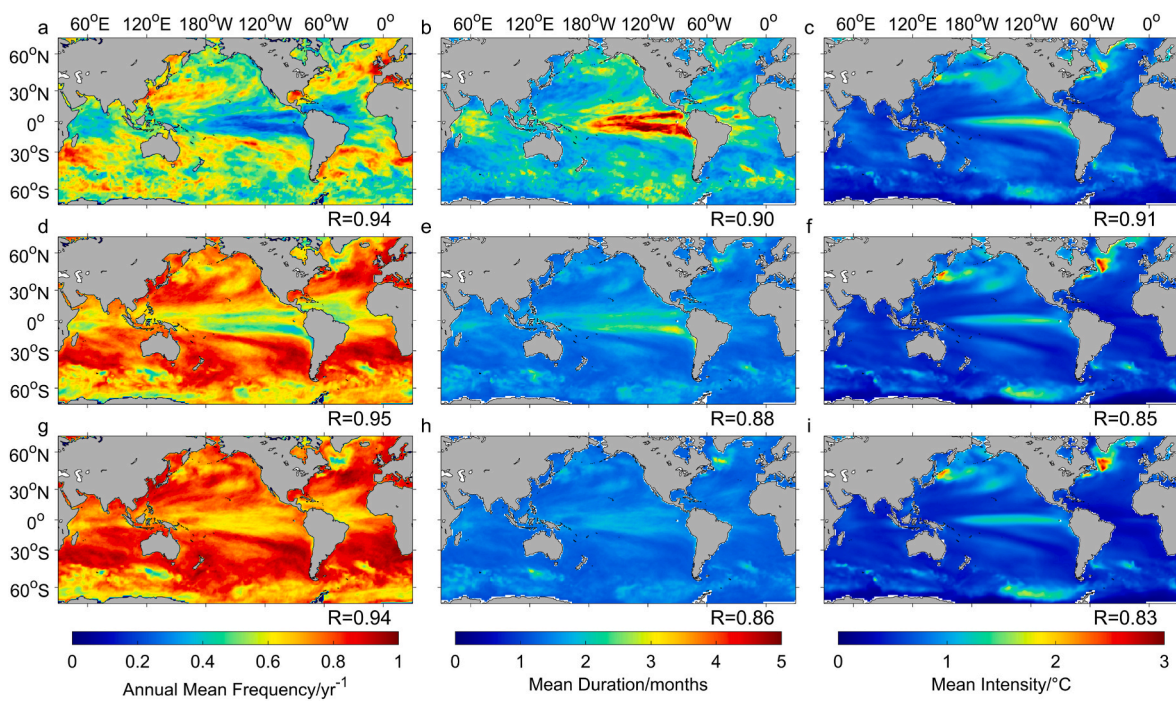 60°E 120°E 180°W 120°W 60°W 0° 60°E 120°E 180°W 120°W 60°W 0° 60°E 120°E 180°W 120°W 60°W 0°
a b c
60°N
30°N
0°
30°S
60°S
R=0.94 R=0.90 R=0.91
d e f
60°N
30°N
0°
30°S
60°S
R=0.95 R=0.88 R=0.85
g h i
60°N
30°N
0°
30°S
60°S
R=0.94 R=0.86 R=0.83
0 0.2 0.4 0.6 0.8 1 0 1 2 3 4 5 0 1 2 3
Annual Mean Frequency/yr⁻¹ Mean Duration/months Mean Intensity/°C